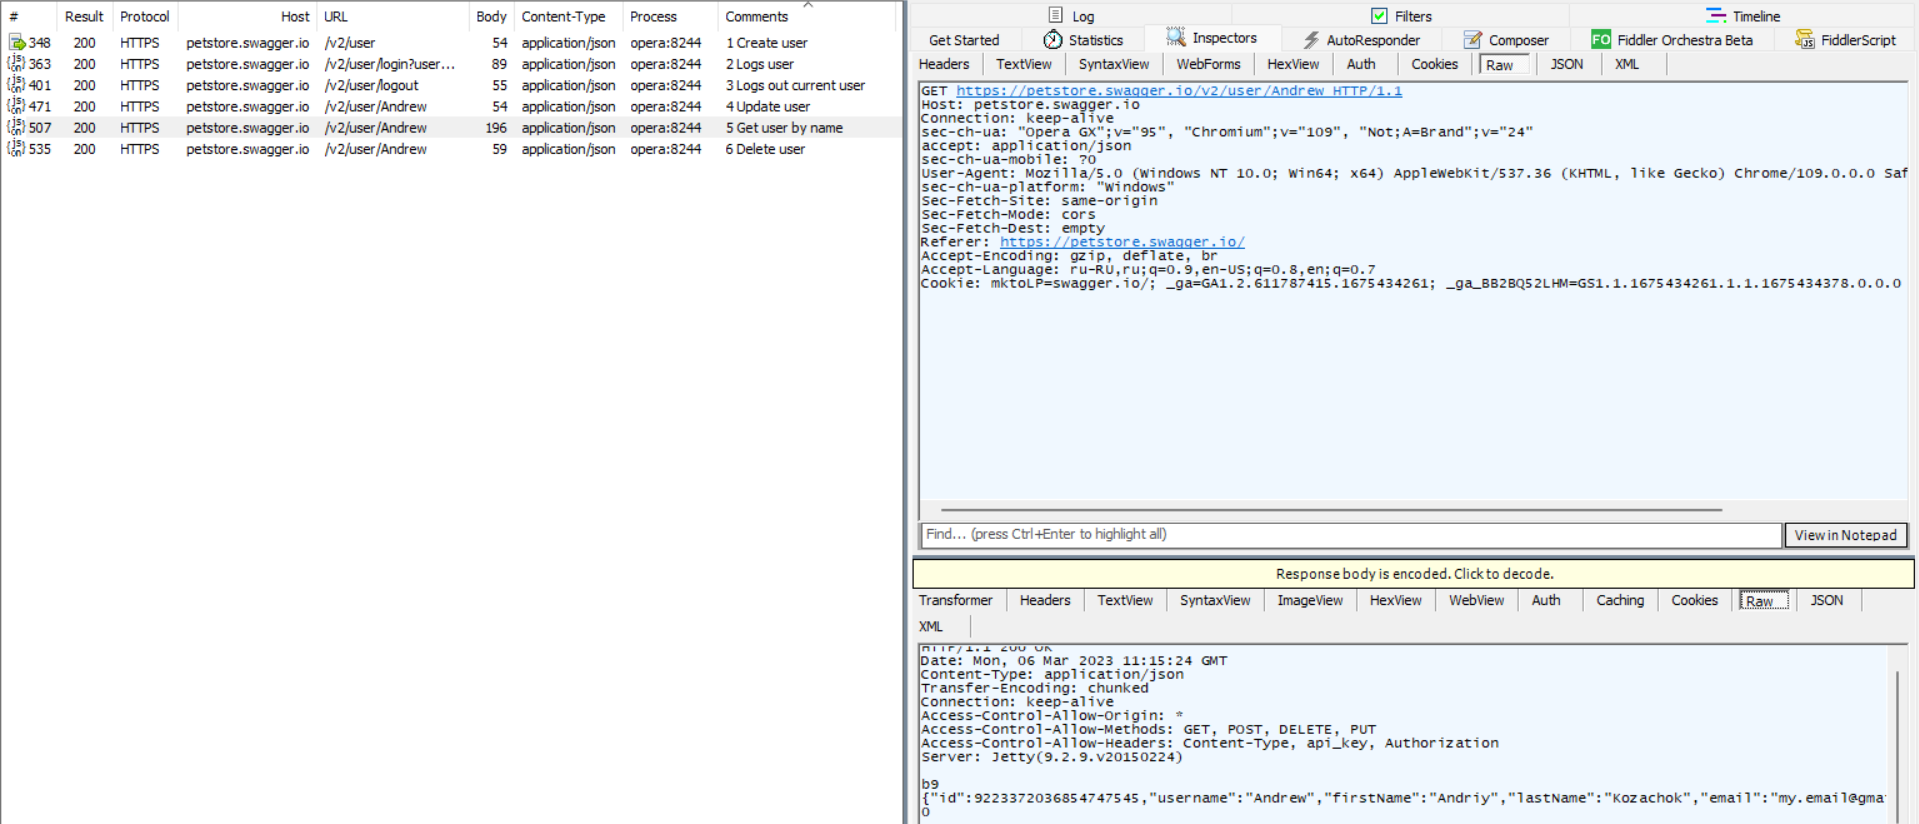 # Result Protocol Host URL Body Content-Type Process Comments
348 200 HTTPS petstore.swagger.io /v2/user 54 application/json opera:8244 1 Create user
363 200 HTTPS petstore.swagger.io /v2/user/login?user... 89 application/json opera:8244 2 Logs user
401 200 HTTPS petstore.swagger.io /v2/user/logout 55 application/json opera:8244 3 Logs out current user
471 200 HTTPS petstore.swagger.io /v2/user/Andrew 54 application/json opera:8244 4 Update user
507 200 HTTPS petstore.swagger.io /v2/user/Andrew 196 application/json opera:8244 5 Get user by name
535 200 HTTPS petstore.swagger.io /v2/user/Andrew 59 application/json opera:8244 6 Delete user
Log Filters Timeline
Get Started Statistics Inspectors AutoResponder Composer FO Fiddler Orchestra Beta FiddlerScript
Headers TextView SyntaxView WebForms HexView Auth Cookies Raw JSON XML
GET https://petstore.swagger.io/v2/user/Andrew HTTP/1.1
Host: petstore.swagger.io
Connection: keep-alive
sec-ch-ua: "Opera GX";v="95", "Chromium";v="109", "Not;A=Brand";v="24"
accept: application/json
sec-ch-ua-mobile: ?0
User-Agent: Mozilla/5.0 (Windows NT 10.0; Win64; x64) AppleWebKit/537.36 (KHTML, like Gecko) Chrome/109.0.0.0 Saf
sec-ch-ua-platform: "Windows"
Sec-Fetch-Site: same-origin
Sec-Fetch-Mode: cors
Sec-Fetch-Dest: empty
Referer: https://petstore.swagger.io/
Accept-Encoding: gzip, deflate, br
Accept-Language: ru-RU,ru;q=0.9,en-US;q=0.8,en;q=0.7
Cookie: mktoLP=swagger.io/; _ga=GA1.2.611787415.1675434261; _ga_BB2BQ52LHM=GS1.1.1675434261.1.1.1675434378.0.0.0
Find... (press Ctrl+Enter to highlight all) View in Notepad
Response body is encoded. Click to decode.
Transformer Headers TextView SyntaxView ImageView HexView WebView Auth Caching Cookies Raw JSON
XML
HTTP/1.1 200 OK
Date: Mon, 06 Mar 2023 11:15:24 GMT
Content-Type: application/json
Transfer-Encoding: chunked
Connection: keep-alive
Access-Control-Allow-Origin: *
Access-Control-Allow-Methods: GET, POST, DELETE, PUT
Access-Control-Allow-Headers: Content-Type, api_key, Authorization
Server: Jetty(9.2.9.v20150224)
b9
{"id":9223372036854747545,"username":"Andrew","firstName":"Andriy","lastName":"Kozachok","email":"my.email@gma
0